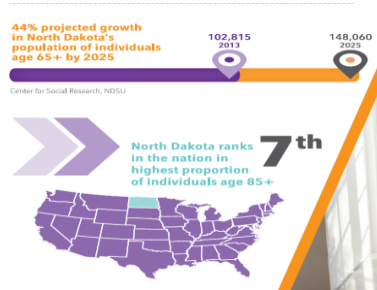 44% projected growth
in North Dakota's
population of individuals
age 65+ by 2025
102,815
2013
148,060
2025
Center for Social Research, NDSU
North Dakota ranks
in the nation in
highest proportion
of individuals age 85+
7th